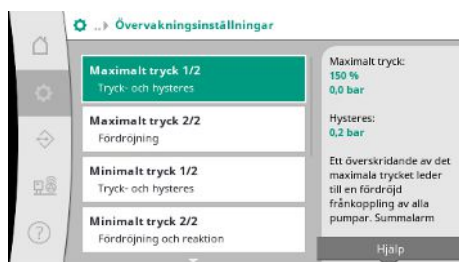 ..▸ Övervakningsinställningar
Maximalt tryck 1/2
Tryck- och hysteres
Maximalt tryck 2/2
Fördröjning
Minimalt tryck 1/2
Tryck- och hysteres
Minimalt tryck 2/2
Fördröjning och reaktion
Maximalt tryck:
150 %
0,0 bar
Hysteres:
0,2 bar
Ett överskridande av det
maximala trycket leder
till en fördröjd
frånkoppling av alla
pumpar. Summalarm
Hjälp